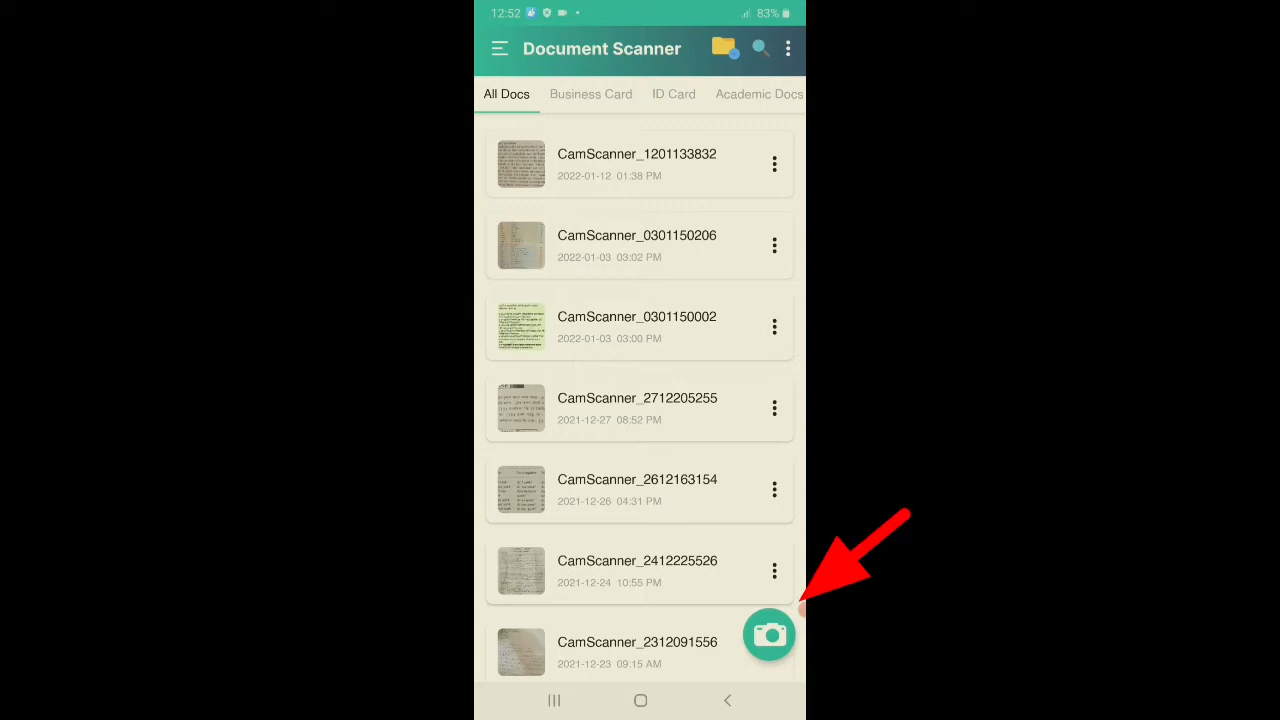 12:52
83%
Document Scanner
All Docs Business Card ID Card Academic Docs
CamScanner_1201133832
2022-01-12 01:38 PM
CamScanner_0301150206
2022-01-03 03:02 PM
CamScanner_0301150002
2022-01-03 03:00 PM
CamScanner_2712205255
2021-12-27 08:52 PM
CamScanner_2612163154
2021-12-26 04:31 PM
CamScanner_2412225526
2021-12-24 10:55 PM
CamScanner_2312091556
2021-12-23 09:15 AM